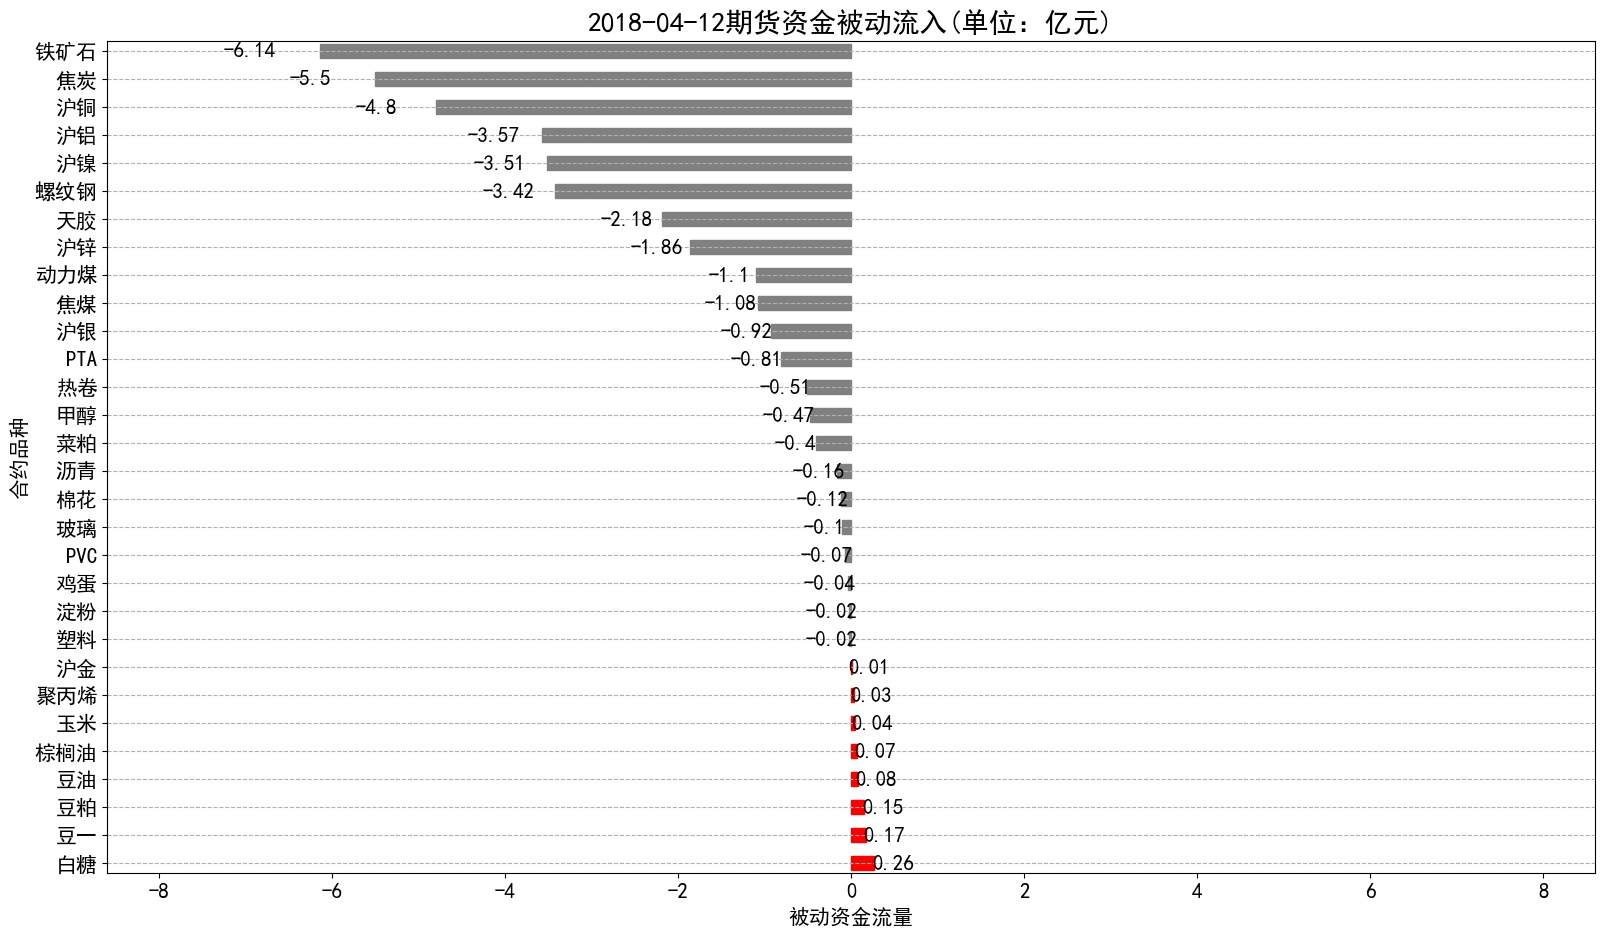 2018-04-12期货资金被动流入(单位：亿元)
铁矿石 -6.14
焦炭 -5.5
沪铜 -4.8
沪铝 -3.57
沪镍 -3.51
螺纹钢 -3.42
天胶 -2.18
沪锌 -1.86
动力煤 -1.1
焦煤 -1.08
沪银 -0.92
PTA -0.81
热卷 -0.51
甲醇 -0.47
菜粕 -0.4
沥青 -0.16
棉花 -0.12
玻璃 -0.1
PVC -0.07
鸡蛋 -0.04
淀粉 -0.02
塑料 -0.02
沪金 0.01
聚丙烯 0.03
玉米 0.04
棕榈油 0.07
豆油 0.08
豆粕 0.15
豆一 0.17
白糖 0.26
合约品种
-8 -6 -4 -2 0 2 4 6 8
被动资金流量